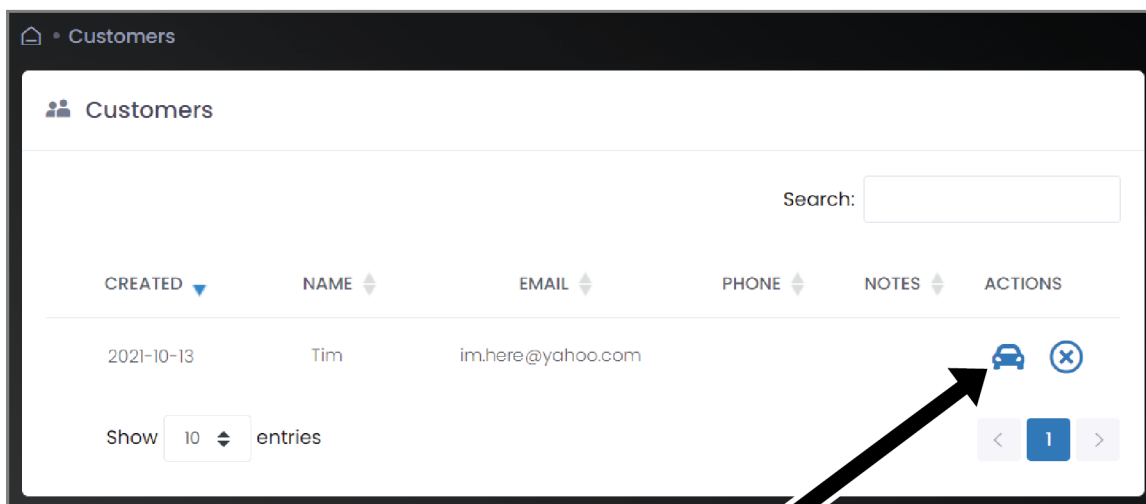 Customers
Customers
Search:
CREATED NAME EMAIL PHONE NOTES ACTIONS
2021-10-13 Tim im.here@yahoo.com
Show 10 entries
< 1 >